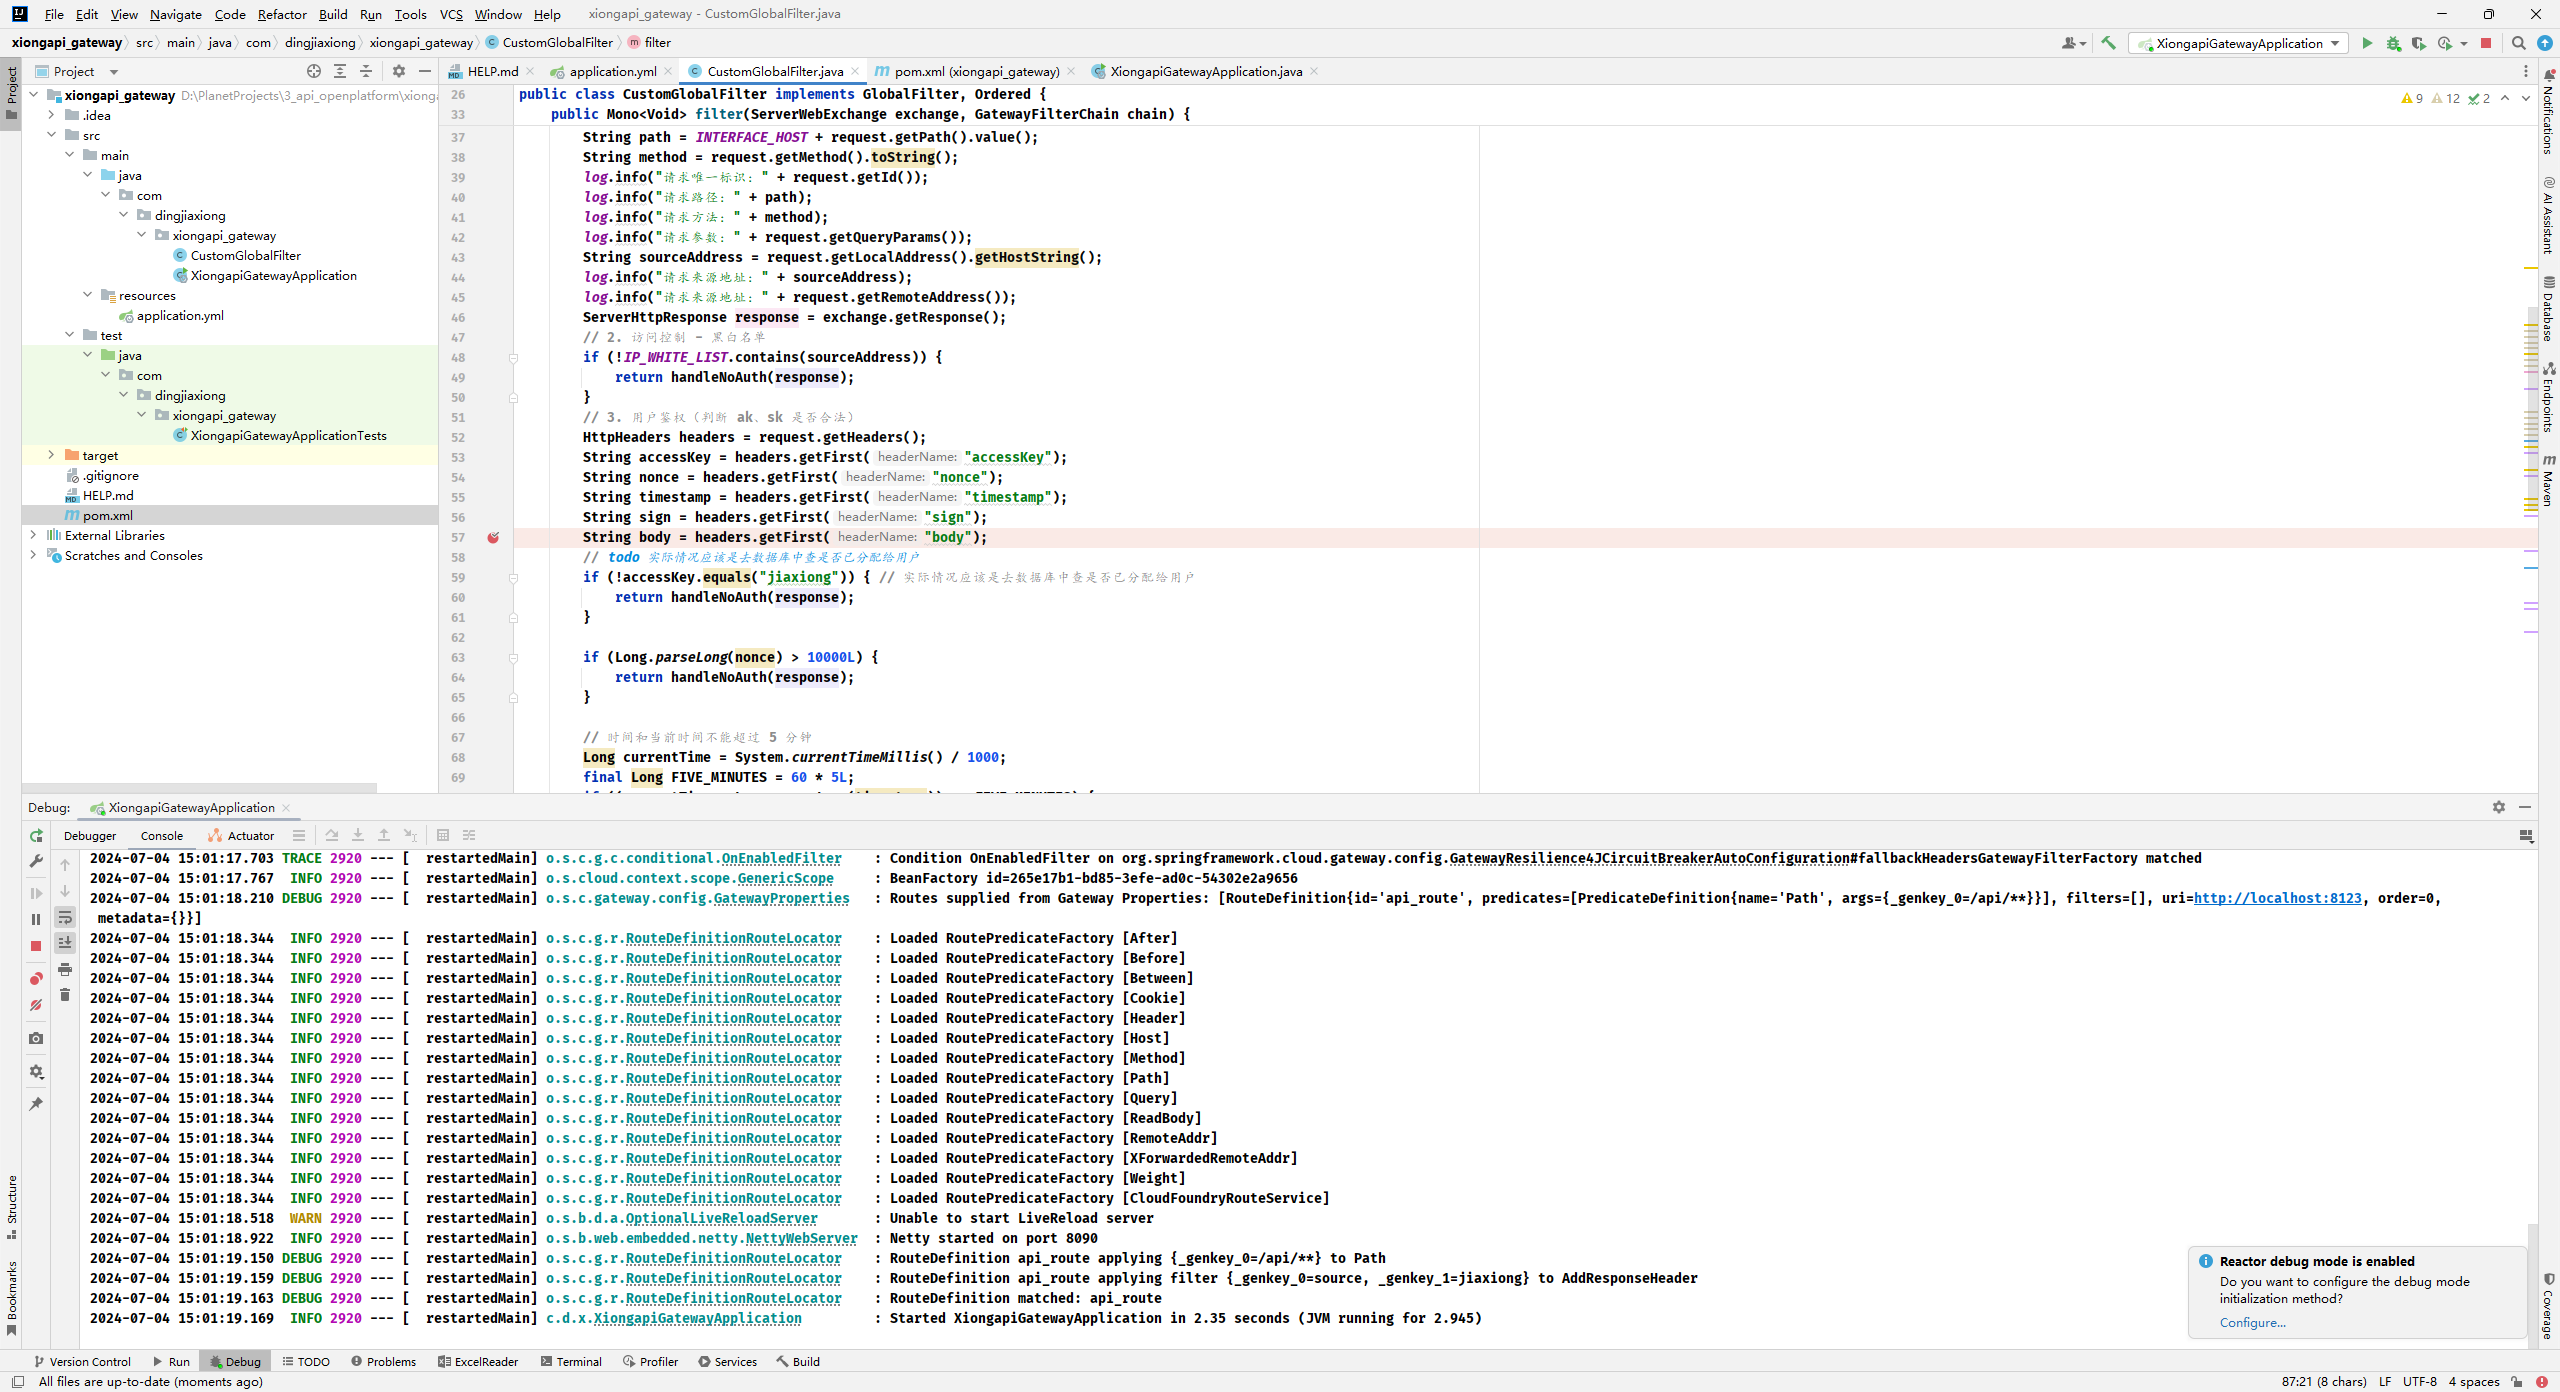 File Edit View Navigate Code Refactor Build Run Tools VCS Window Help xiongapi_gateway - CustomGlobalFilter.java
xiongapi_gateway src main java com dingjiaxiong xiongapi_gateway CustomGlobalFilter filter XiongapiGatewayApplication
Project
HELP.md application.yml CustomGlobalFilter.java pom.xml (xiongapi_gateway) XiongapiGatewayApplication.java
Project
xiongapi_gateway D:\PlanetProjects\3_api_openplatform\xionga
.idea
src
main
java
com
dingjiaxiong
xiongapi_gateway
CustomGlobalFilter
XiongapiGatewayApplication
resources
application.yml
test
java
com
dingjiaxiong
xiongapi_gateway
XiongapiGatewayApplicationTests
target
.gitignore
HELP.md
pom.xml
External Libraries
Scratches and Consoles
9 12 2
26 public class CustomGlobalFilter implements GlobalFilter, Ordered {
33 public Mono<Void> filter(ServerWebExchange exchange, GatewayFilterChain chain) {
37 String path = INTERFACE_HOST + request.getPath().value();
38 String method = request.getMethod().toString();
39 log.info("请求唯一标识：" + request.getId());
40 log.info("请求路径：" + path);
41 log.info("请求方法：" + method);
42 log.info("请求参数：" + request.getQueryParams());
43 String sourceAddress = request.getLocalAddress().getHostString();
44 log.info("请求来源地址：" + sourceAddress);
45 log.info("请求来源地址：" + request.getRemoteAddress());
46 ServerHttpResponse response = exchange.getResponse();
47 // 2. 访问控制 - 黑白名单
48 if (!IP_WHITE_LIST.contains(sourceAddress)) {
49 return handleNoAuth(response);
50 }
51 // 3. 用户鉴权（判断 ak、sk 是否合法）
52 HttpHeaders headers = request.getHeaders();
53 String accessKey = headers.getFirst( headerName: "accessKey");
54 String nonce = headers.getFirst( headerName: "nonce");
55 String timestamp = headers.getFirst( headerName: "timestamp");
56 String sign = headers.getFirst( headerName: "sign");
57 String body = headers.getFirst( headerName: "body");
58 // todo 实际情况应该是去数据库中查是否已分配给用户
59 if (!accessKey.equals("jiaxiong")) { // 实际情况应该是去数据库中查是否已分配给用户
60 return handleNoAuth(response);
61 }
62
63 if (Long.parseLong(nonce) > 10000L) {
64 return handleNoAuth(response);
65 }
66
67 // 时间和当前时间不能超过 5 分钟
68 Long currentTime = System.currentTimeMillis() / 1000;
69 final Long FIVE_MINUTES = 60 * 5L;
Notifications
AI Assistant
Database
Endpoints
Maven
Coverage
Debug: XiongapiGatewayApplication
Debugger Console Actuator
2024-07-04 15:01:17.703 TRACE 2920 --- [  restartedMain] o.s.c.g.c.conditional.OnEnabledFilter    : Condition OnEnabledFilter on org.springframework.cloud.gateway.config.GatewayResilience4JCircuitBreakerAutoConfiguration#fallbackHeadersGatewayFilterFactory matched
2024-07-04 15:01:17.767  INFO 2920 --- [  restartedMain] o.s.cloud.context.scope.GenericScope     : BeanFactory id=265e17b1-bd85-3efe-ad0c-54302e2a9656
2024-07-04 15:01:18.210 DEBUG 2920 --- [  restartedMain] o.s.c.gateway.config.GatewayProperties   : Routes supplied from Gateway Properties: [RouteDefinition{id='api_route', predicates=[PredicateDefinition{name='Path', args={_genkey_0=/api/**}}], filters=[], uri=http://localhost:8123, order=0,
metadata={}}]
2024-07-04 15:01:18.344  INFO 2920 --- [  restartedMain] o.s.c.g.r.RouteDefinitionRouteLocator    : Loaded RoutePredicateFactory [After]
2024-07-04 15:01:18.344  INFO 2920 --- [  restartedMain] o.s.c.g.r.RouteDefinitionRouteLocator    : Loaded RoutePredicateFactory [Before]
2024-07-04 15:01:18.344  INFO 2920 --- [  restartedMain] o.s.c.g.r.RouteDefinitionRouteLocator    : Loaded RoutePredicateFactory [Between]
2024-07-04 15:01:18.344  INFO 2920 --- [  restartedMain] o.s.c.g.r.RouteDefinitionRouteLocator    : Loaded RoutePredicateFactory [Cookie]
2024-07-04 15:01:18.344  INFO 2920 --- [  restartedMain] o.s.c.g.r.RouteDefinitionRouteLocator    : Loaded RoutePredicateFactory [Header]
2024-07-04 15:01:18.344  INFO 2920 --- [  restartedMain] o.s.c.g.r.RouteDefinitionRouteLocator    : Loaded RoutePredicateFactory [Host]
2024-07-04 15:01:18.344  INFO 2920 --- [  restartedMain] o.s.c.g.r.RouteDefinitionRouteLocator    : Loaded RoutePredicateFactory [Method]
2024-07-04 15:01:18.344  INFO 2920 --- [  restartedMain] o.s.c.g.r.RouteDefinitionRouteLocator    : Loaded RoutePredicateFactory [Path]
2024-07-04 15:01:18.344  INFO 2920 --- [  restartedMain] o.s.c.g.r.RouteDefinitionRouteLocator    : Loaded RoutePredicateFactory [Query]
2024-07-04 15:01:18.344  INFO 2920 --- [  restartedMain] o.s.c.g.r.RouteDefinitionRouteLocator    : Loaded RoutePredicateFactory [ReadBody]
2024-07-04 15:01:18.344  INFO 2920 --- [  restartedMain] o.s.c.g.r.RouteDefinitionRouteLocator    : Loaded RoutePredicateFactory [RemoteAddr]
2024-07-04 15:01:18.344  INFO 2920 --- [  restartedMain] o.s.c.g.r.RouteDefinitionRouteLocator    : Loaded RoutePredicateFactory [XForwardedRemoteAddr]
2024-07-04 15:01:18.344  INFO 2920 --- [  restartedMain] o.s.c.g.r.RouteDefinitionRouteLocator    : Loaded RoutePredicateFactory [Weight]
2024-07-04 15:01:18.344  INFO 2920 --- [  restartedMain] o.s.c.g.r.RouteDefinitionRouteLocator    : Loaded RoutePredicateFactory [CloudFoundryRouteService]
2024-07-04 15:01:18.518  WARN 2920 --- [  restartedMain] o.s.b.d.a.OptionalLiveReloadServer       : Unable to start LiveReload server
2024-07-04 15:01:18.922  INFO 2920 --- [  restartedMain] o.s.b.web.embedded.netty.NettyWebServer  : Netty started on port 8090
2024-07-04 15:01:19.150 DEBUG 2920 --- [  restartedMain] o.s.c.g.r.RouteDefinitionRouteLocator    : RouteDefinition api_route applying {_genkey_0=/api/**} to Path
2024-07-04 15:01:19.159 DEBUG 2920 --- [  restartedMain] o.s.c.g.r.RouteDefinitionRouteLocator    : RouteDefinition api_route applying filter {_genkey_0=source, _genkey_1=jiaxiong} to AddResponseHeader
2024-07-04 15:01:19.163 DEBUG 2920 --- [  restartedMain] o.s.c.g.r.RouteDefinitionRouteLocator    : RouteDefinition matched: api_route
2024-07-04 15:01:19.169  INFO 2920 --- [  restartedMain] c.d.x.XiongapiGatewayApplication         : Started XiongapiGatewayApplication in 2.35 seconds (JVM running for 2.945)
Structure
Bookmarks
Reactor debug mode is enabled
Do you want to configure the debug mode
initialization method?
Configure...
Version Control Run Debug TODO Problems ExcelReader Terminal Profiler Services Build
All files are up-to-date (moments ago) 87:21 (8 chars) LF UTF-8 4 spaces